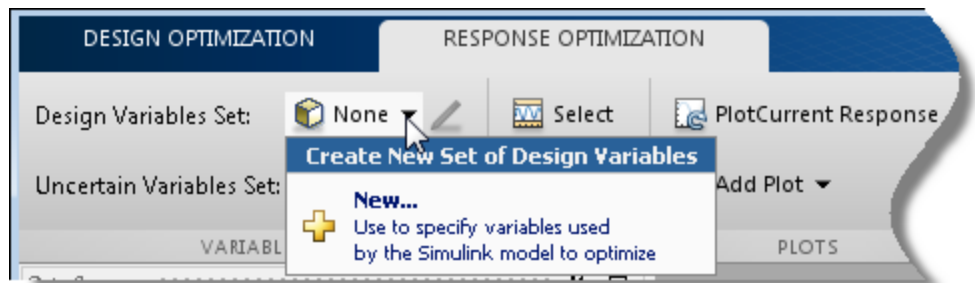 DESIGN OPTIMIZATION
RESPONSE OPTIMIZATION
Design Variables Set:
None
Select
PlotCurrent Response
Create New Set of Design Variables
Uncertain Variables Set:
New...
Use to specify variables used
by the Simulink model to optimize
Add Plot
VARIABL
PLOTS